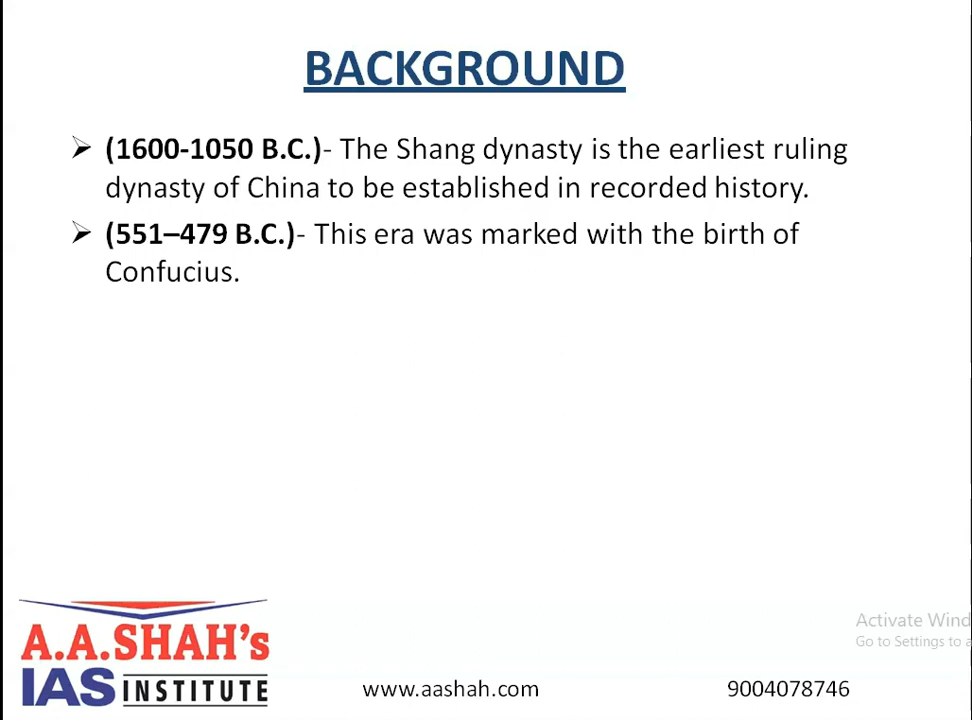 BACKGROUND
➢ (1600-1050 B.C.)- The Shang dynasty is the earliest ruling
dynasty of China to be established in recorded history.
➢ (551–479 B.C.)- This era was marked with the birth of
Confucius.
Activate Wind
Go to Settings to a
A.A.SHAH's
IAS INSTITUTE
www.aashah.com
9004078746